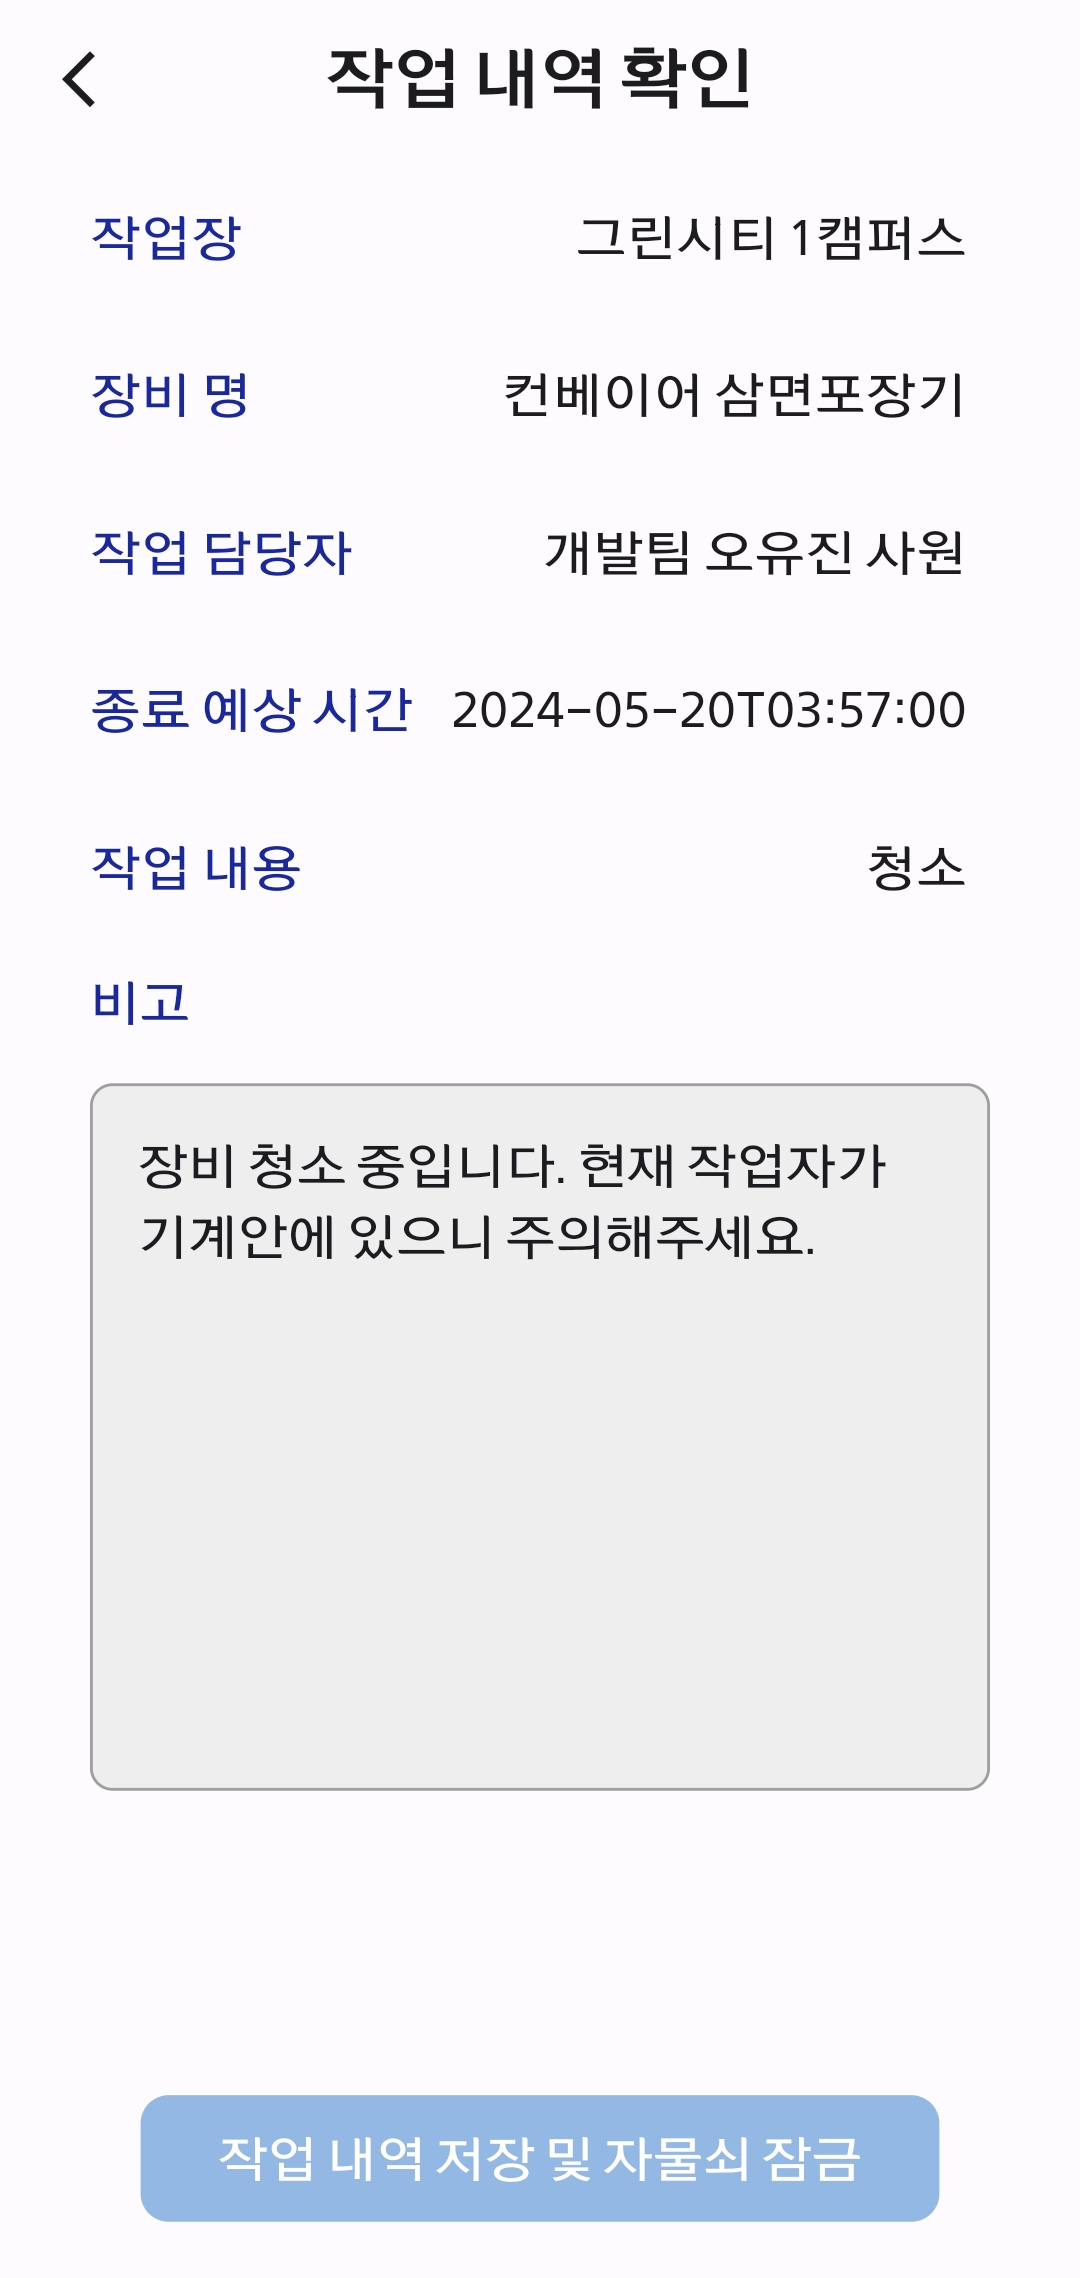 작업 내역 확인
작업장 그린시티 1캠퍼스
장비 명 컨베이어 삼면포장기
작업 담당자 개발팀 오유진 사원
종료 예상 시간 2024-05-20T03:57:00
작업 내용 청소
비고
장비 청소 중입니다. 현재 작업자가
기계안에 있으니 주의해주세요.
작업 내역 저장 및 자물쇠 잠금